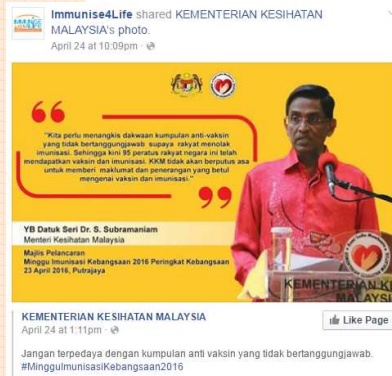 Immunise4Life shared KEMENTERIAN KESIHATAN
MALAYSIA's photo.
April 24 at 10:09pm
"Kita perlu menangkis dakwaan kumpulan anti-vaksin
yang tidak bertanggungjawab supaya rakyat menolak
imunisasi. Sehingga kini 95 peratus rakyat negara ini telah
mendapatkan vaksin dan imunisasi. KKM tidak akan berputus asa
untuk memberi maklumat dan penerangan yang betul
mengenai vaksin dan imunisasi."
YB Datuk Seri Dr. S. Subramaniam
Menteri Kesihatan Malaysia
Majlis Pelancaran
Minggu Imunisasi Kebangsaan 2016 Peringkat Kebangsaan
23 April 2016, Putrajaya
KEMENTERIAN KE
MALAYS
KEMENTERIAN KESIHATAN MALAYSIA
April 24 at 1:11pm
Like Page
Jangan terpedaya dengan kumpulan anti vaksin yang tidak bertanggungjawab.
#MingguImunisasiKebangsaan2016